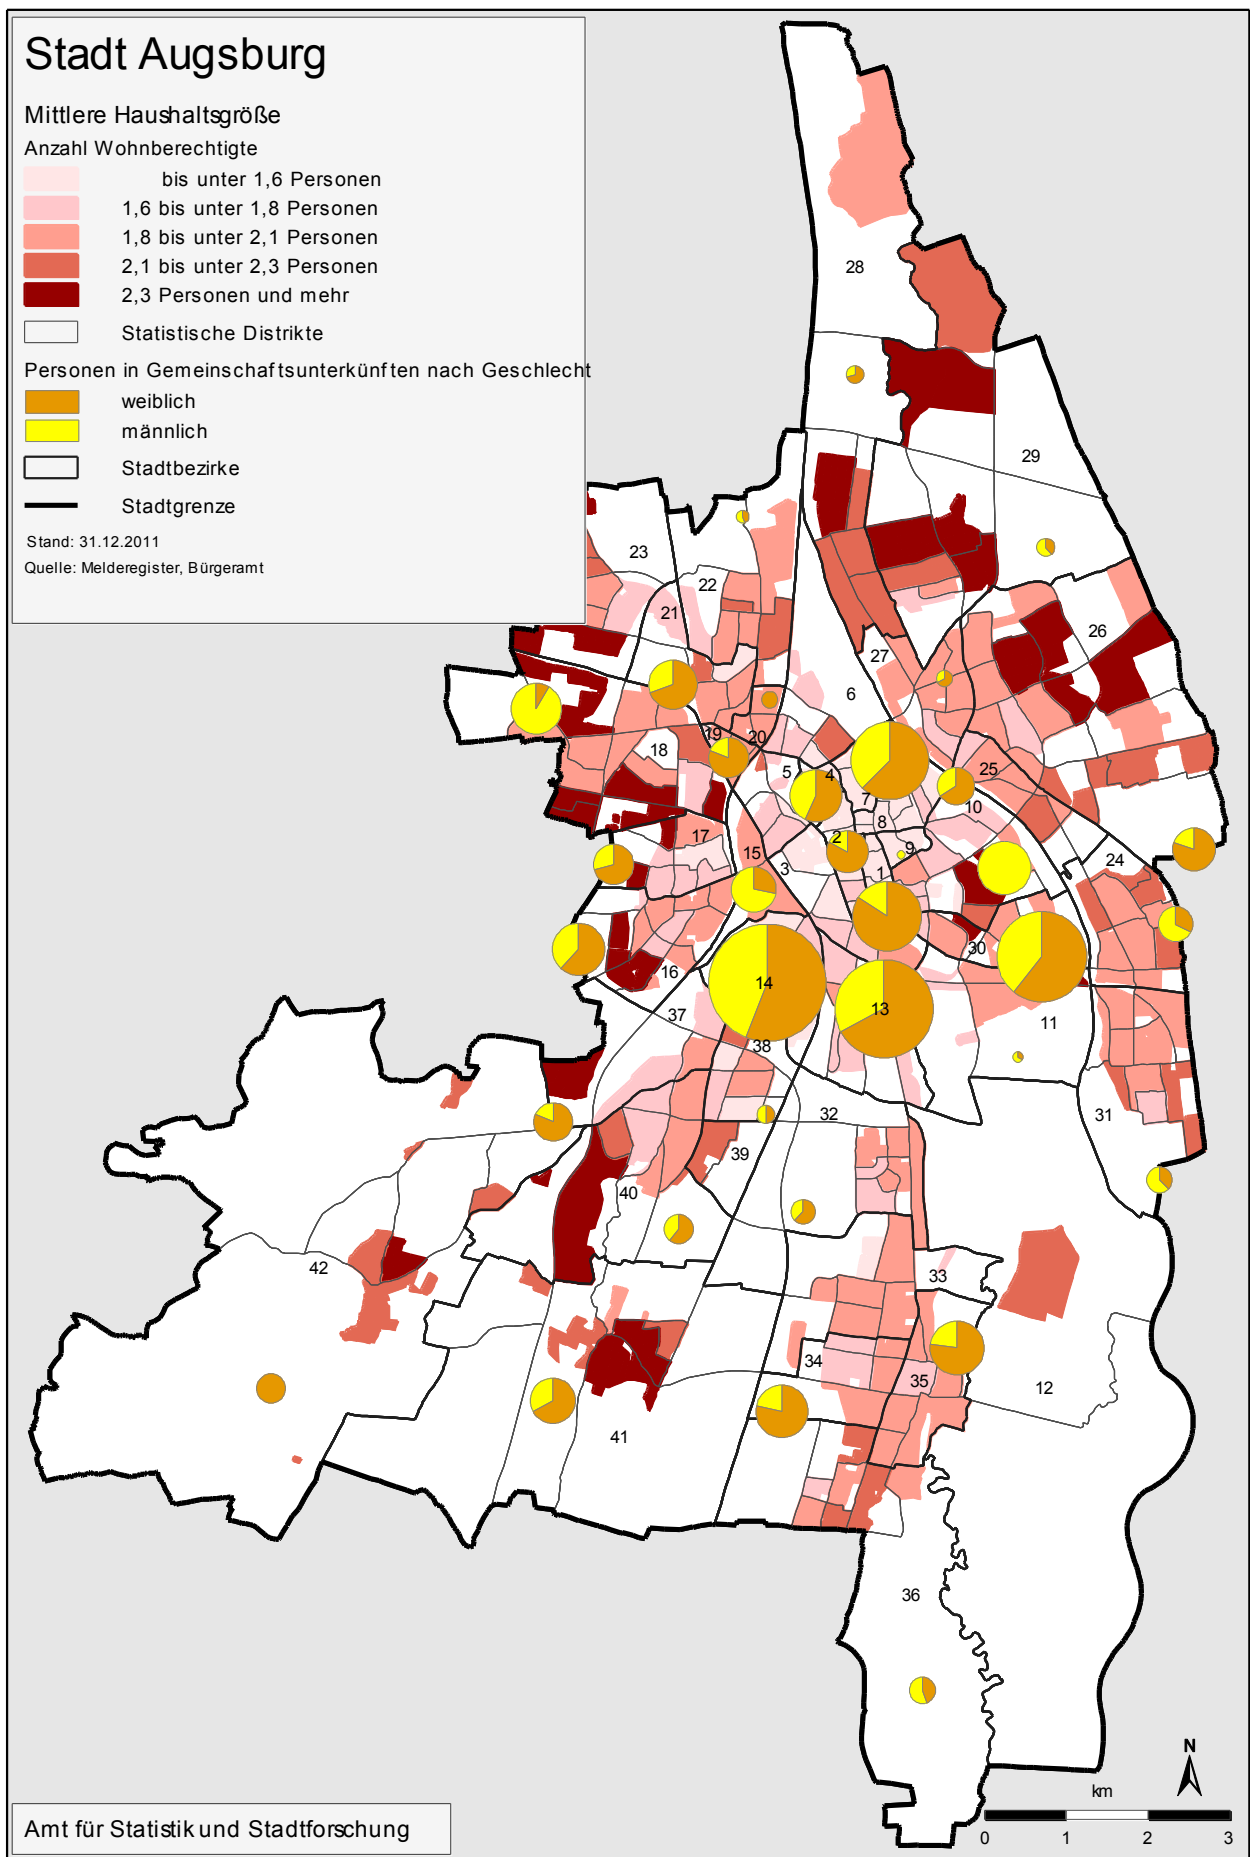 Stadt Augsburg
Mittlere Haushaltsgröße
Anzahl Wohnberechtigte
bis unter 1,6 Personen
1,6 bis unter 1,8 Personen
1,8 bis unter 2,1 Personen
2,1 bis unter 2,3 Personen
2,3 Personen und mehr
Statistische Distrikte
Personen in Gemeinschaftsunterkünften nach Geschlecht
weiblich
männlich
Stadtbezirke
Stadtgrenze
Stand: 31.12.2011
Quelle: Melderegister, Bürgeramt
28
29
23
22
21
26
27
6
19
20
18
5
4
25
7
10
8
2
17
9
15
3
1
24
30
16
14
13
37
11
38
32
31
39
40
42
33
34
35
12
41
36
N
km
0 1 2 3
Amt für Statistik und Stadtforschung